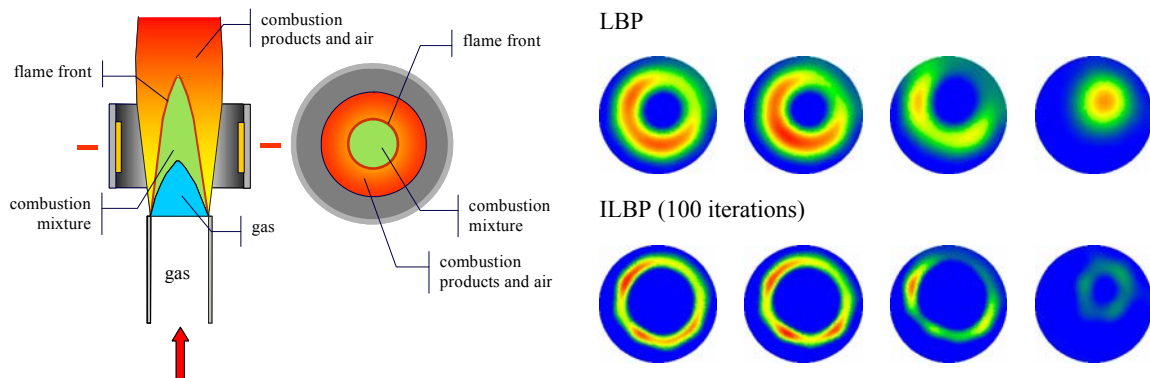 combustion
products and air
flame front
flame front
combustion
mixture
gas
gas
combustion
mixture
combustion
products and air
LBP
ILBP (100 iterations)